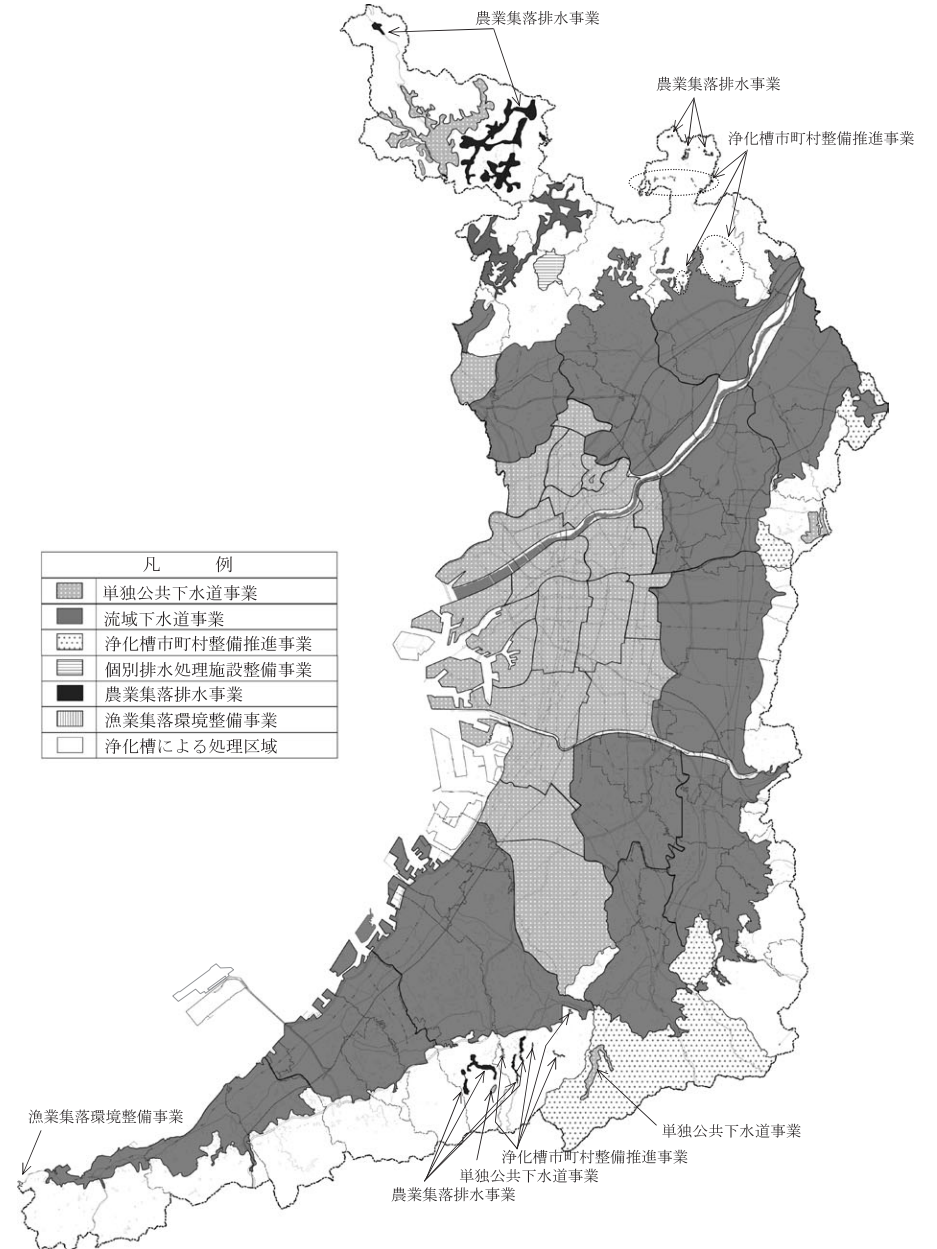 農業集落排水事業
農業集落排水事業
浄化槽市町村整備推進事業
凡 例
単独公共下水道事業
流域下水道事業
浄化槽市町村整備推進事業
個別排水処理施設整備事業
農業集落排水事業
漁業集落環境整備事業
浄化槽による処理区域
漁業集落環境整備事業
単独公共下水道事業
浄化槽市町村整備推進事業
単独公共下水道事業
農業集落排水事業